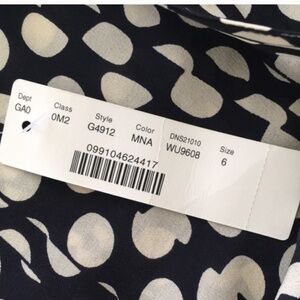 Dept Class Style Color DNS21010 Size
GA0 0M2 G4912 MNA WU9608 6
099104624417